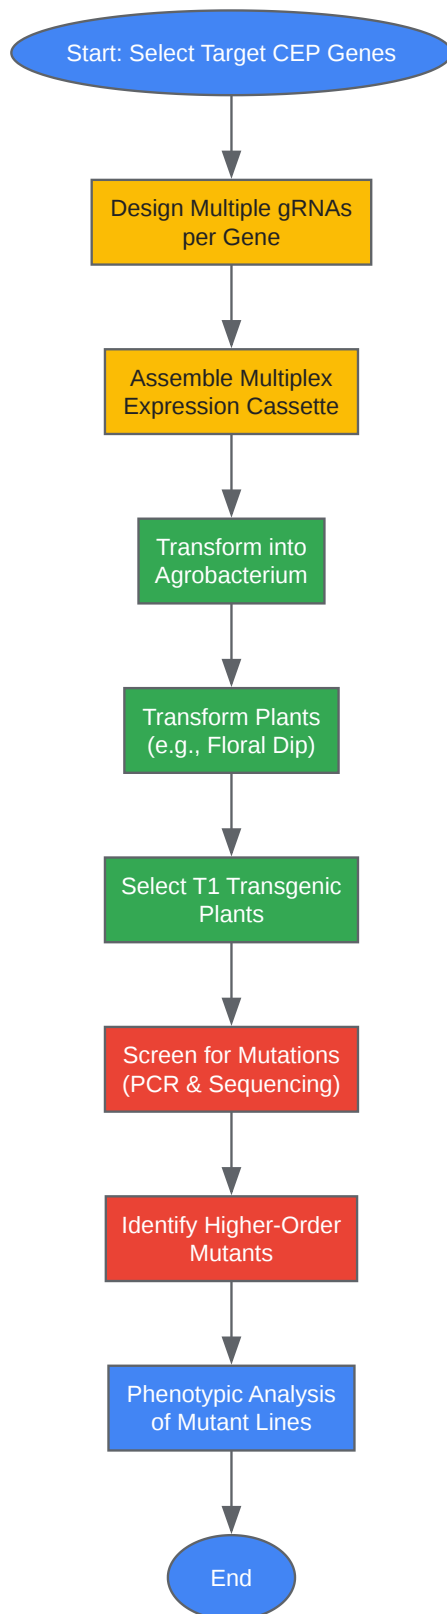 Start: Select Target CEP Genes
Design Multiple gRNAs
per Gene
Assemble Multiplex
Expression Cassette
Transform into
Agrobacterium
Transform Plants
(e.g., Floral Dip)
Select T1 Transgenic
Plants
Screen for Mutations
(PCR & Sequencing)
Identify Higher-Order
Mutants
Phenotypic Analysis
of Mutant Lines
End